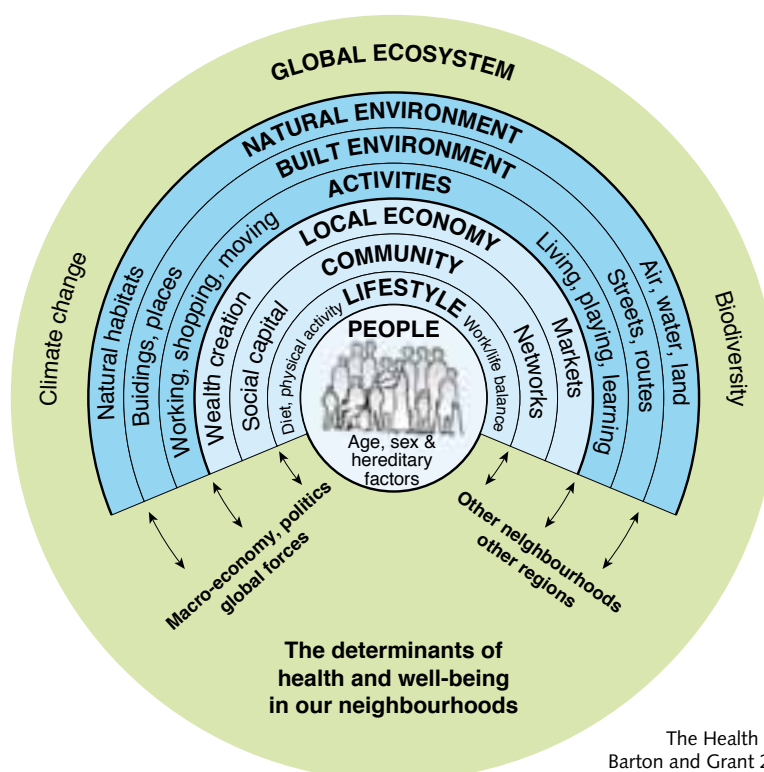 GLOBAL ECOSYSTEM
NATURAL ENVIRONMENT
BUILT ENVIRONMENT
ACTIVITIES
LOCAL ECONOMY
COMMUNITY
LIFESTYLE
PEOPLE
Age, sex &
hereditary
factors
Climate change
Natural habitats
Buidings, places
Working, shopping, moving
Wealth creation
Social capital
Diet, physical activity
Work/life balance
Networks
Markets
Living, playing, learning
Streets, routes
Air, water, land
Biodiversity
Macro-economy, politics
global forces
Other neighbourhoods
other regions
The determinants of
health and well-being
in our neighbourhoods
The Health
Barton and Grant 2